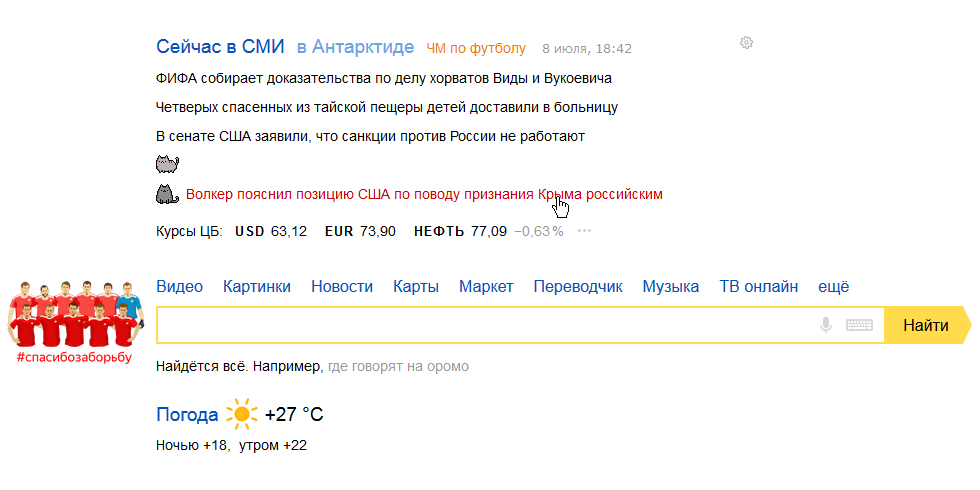 Сейчас в СМИ в Антарктиде ЧМ по футболу 8 июля, 18:42
ФИФА собирает доказательства по делу хорватов Виды и Вукоевича
Четверых спасенных из тайской пещеры детей доставили в больницу
В сенате США заявили, что санкции против России не работают
Волкер пояснил позицию США по поводу признания Крыма российским
Курсы ЦБ: USD 63,12 EUR 73,90 НЕФТЬ 77,09 −0,63% ···
Видео Картинки Новости Карты Маркет Переводчик Музыка ТВ онлайн ещё
Найти
#спасибозаборьбу
Найдётся всё. Например, где говорят на оромо
Погода +27 °C
Ночью +18, утром +22